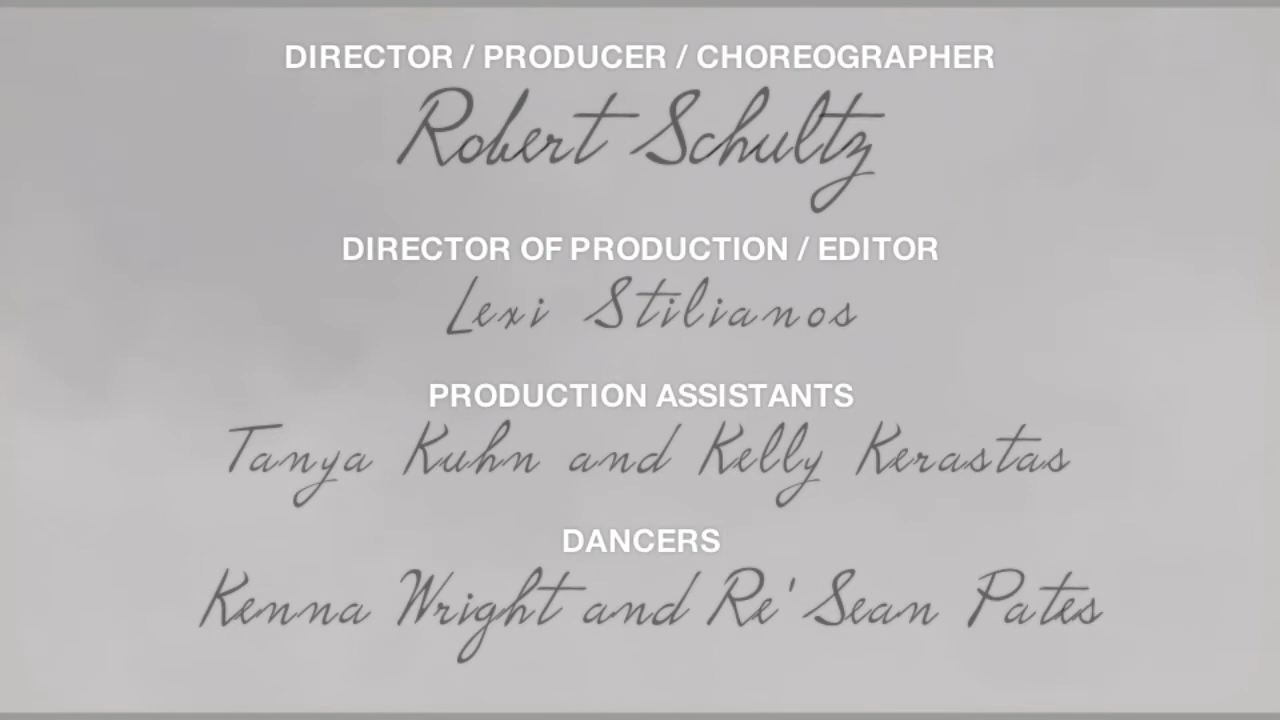 DIRECTOR / PRODUCER / CHOREOGRAPHER
Robert Schultz
DIRECTOR OF PRODUCTION / EDITOR
Lexi Stilianos
PRODUCTION ASSISTANTS
Tanya Kuhn and Kelly Kerastas
DANCERS
Kenna Wright and Re'Sean Pates